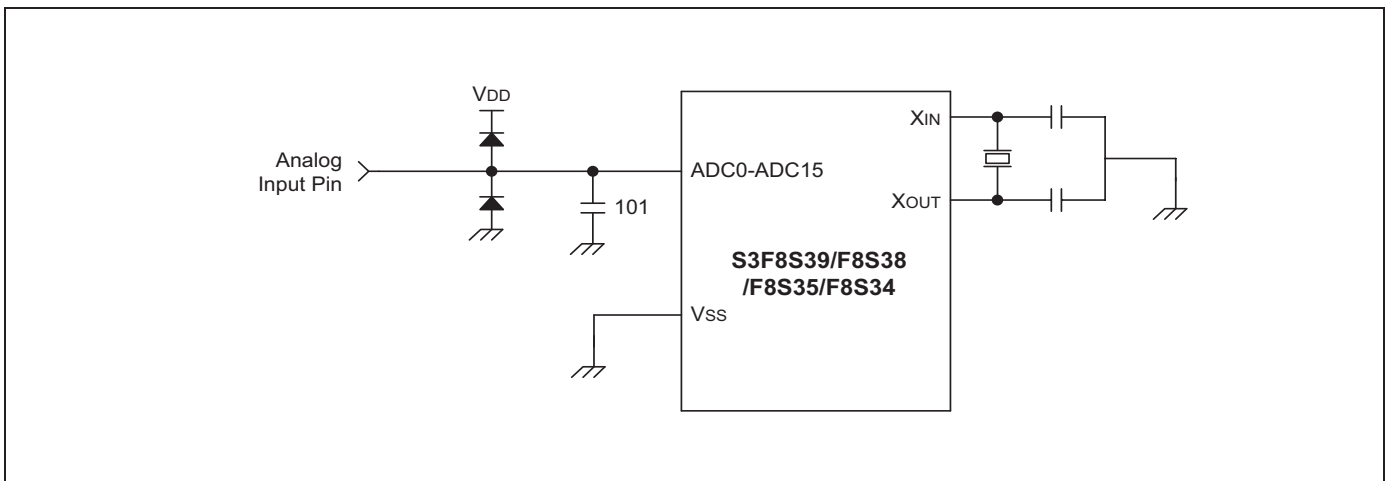 VDD
Analog
Input Pin
101
ADC0-ADC15
XIN
XOUT
S3F8S39/F8S38
/F8S35/F8S34
VSS